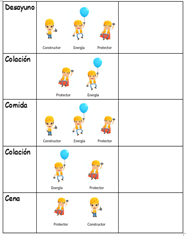 Desayuno
Constructor Energía Protector
Colación
Protector Energía
Comida
Constructor Energía Protector
Colación
Energía Protector
Cena
Protector Constructor